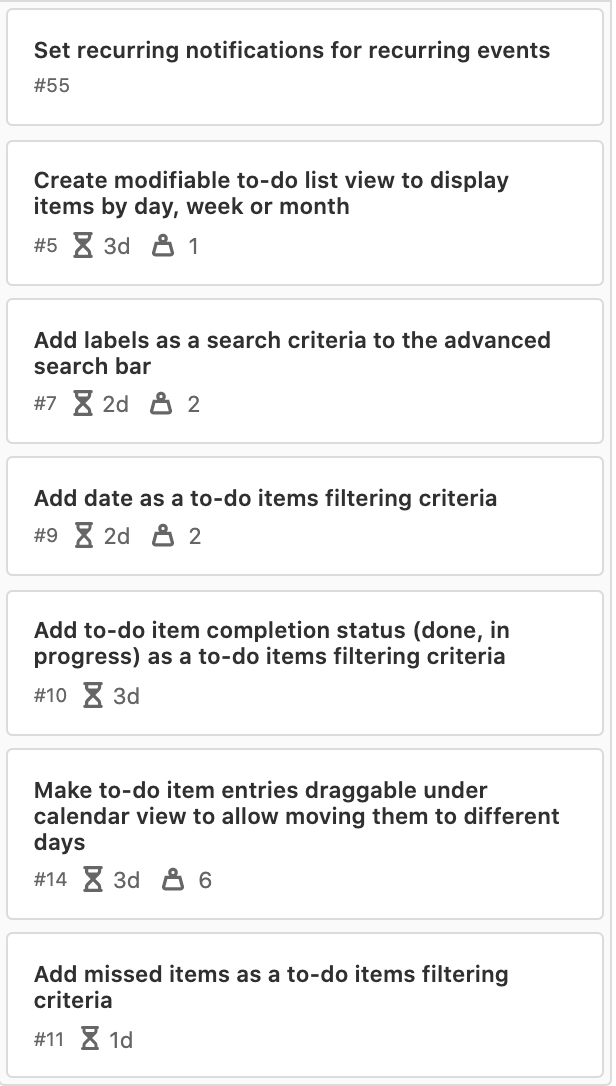 Set recurring notifications for recurring events
#55
Create modifiable to-do list view to display
items by day, week or month
#5 3d 1
Add labels as a search criteria to the advanced
search bar
#7 2d 2
Add date as a to-do items filtering criteria
#9 2d 2
Add to-do item completion status (done, in
progress) as a to-do items filtering criteria
#10 3d
Make to-do item entries draggable under
calendar view to allow moving them to different
days
#14 3d 6
Add missed items as a to-do items filtering
criteria
#11 1d